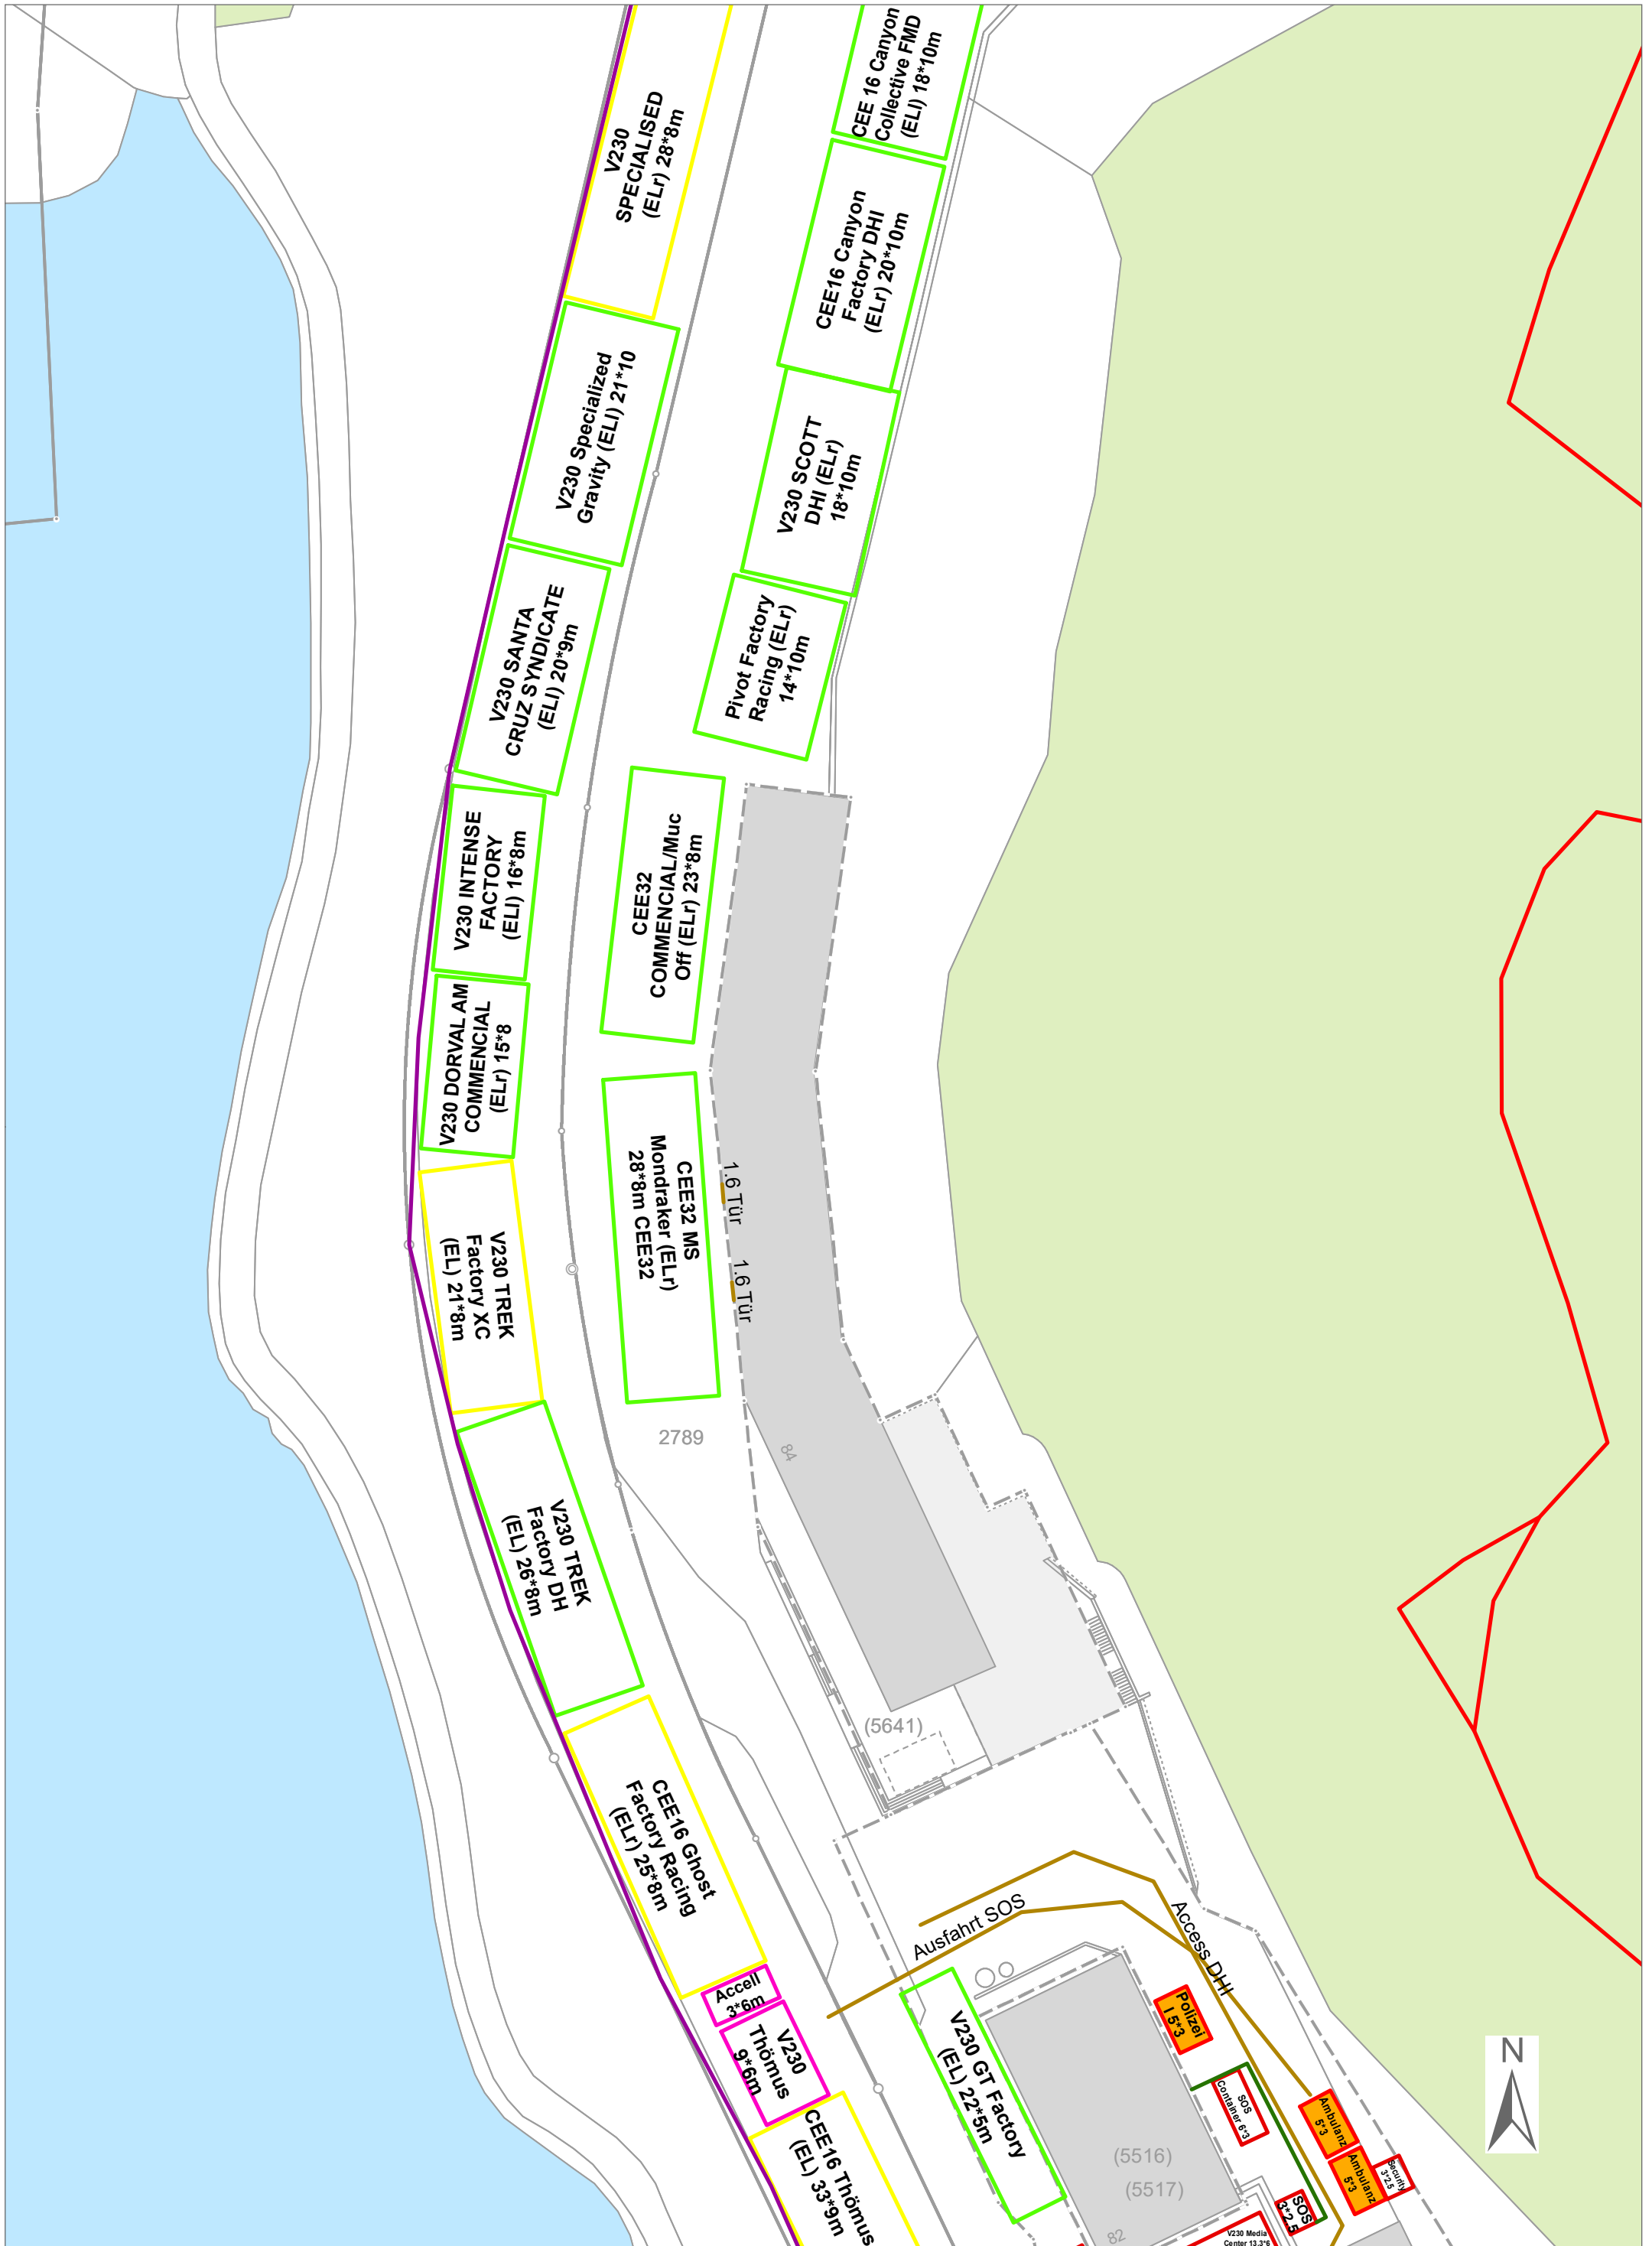 CEE 16 Canyon
Collective FMD
(ELI) 18*10m
V230
SPECIALISED
(ELr) 28*8m
CEE16 Canyon
Factory DHI
(ELr) 20*10m
V230 Specialized
Gravity (ELI) 21*10
V230 SCOTT
DHI (ELr)
18*10m
V230 SANTA
CRUZ SYNDICATE
(ELI) 20*9m
Pivot Factory
Racing (ELr)
14*10m
V230 INTENSE
FACTORY
(ELI) 16*8m
CEE32
COMMENCIAL/Muc
Off (ELr) 23*8m
V230 DORVAL AM
COMMENCIAL
(ELr) 15*8
CEE32 MS
Mondraker (ELr)
28*8m CEE32
1.6 Tür
1.6 Tür
V230 TREK
Factory XC
(EL) 21*8m
2789
84
V230 TREK
Factory DH
(EL) 26*8m
(5641)
CEE16 Ghost
Factory Racing
(ELr) 25*8m
Ausfahrt SOS
Access DHI
Accell
3*6m
V230
Thömus
9*6m
CEE16 Thömus
(EL) 33*9m
V230 GT Factory
(EL) 22*5m
Polizei
I 5*3
SOS
Container 6*3
Ambulanz
5*3
Ambulanz
5*3
Security
3*2.5
SOS
3*2.5
(5516)
(5517)
82
V230 Media
Center 13.3*6
N